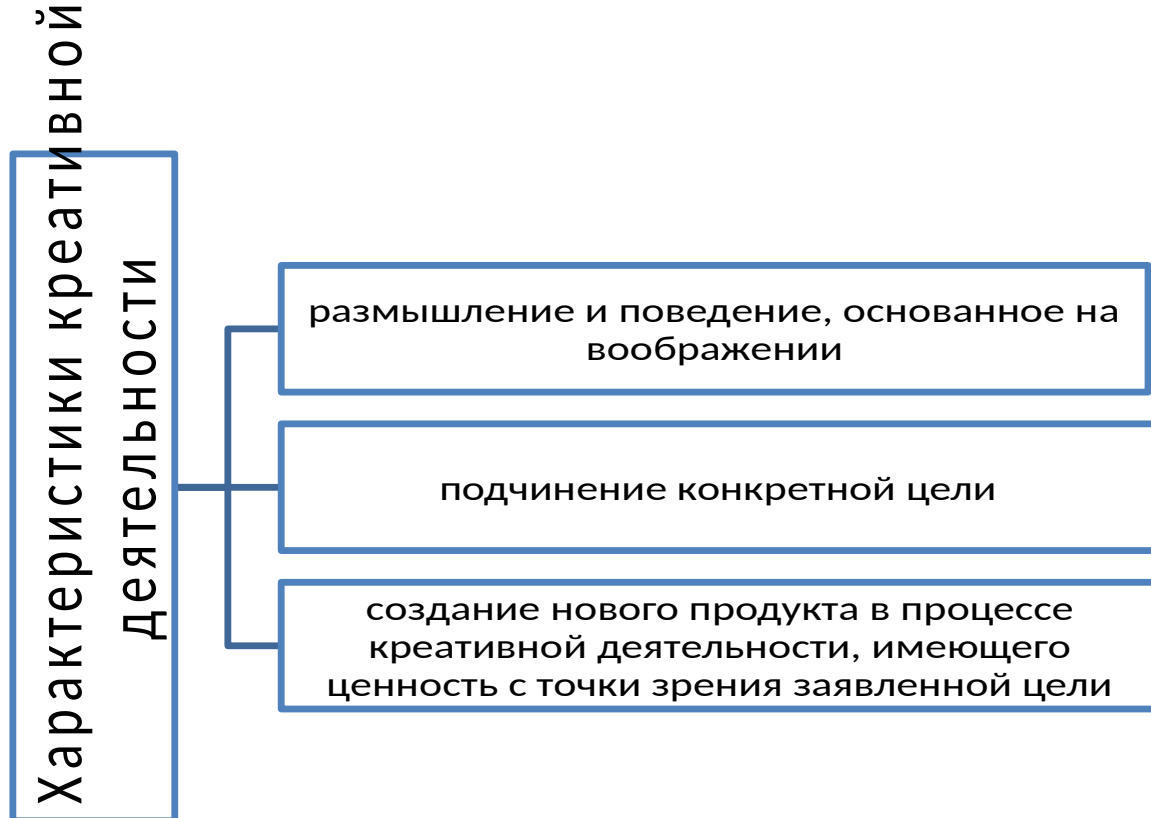 Характеристики креативной
деятельности
размышление и поведение, основанное на
воображении
подчинение конкретной цели
создание нового продукта в процессе
креативной деятельности, имеющего
ценность с точки зрения заявленной цели